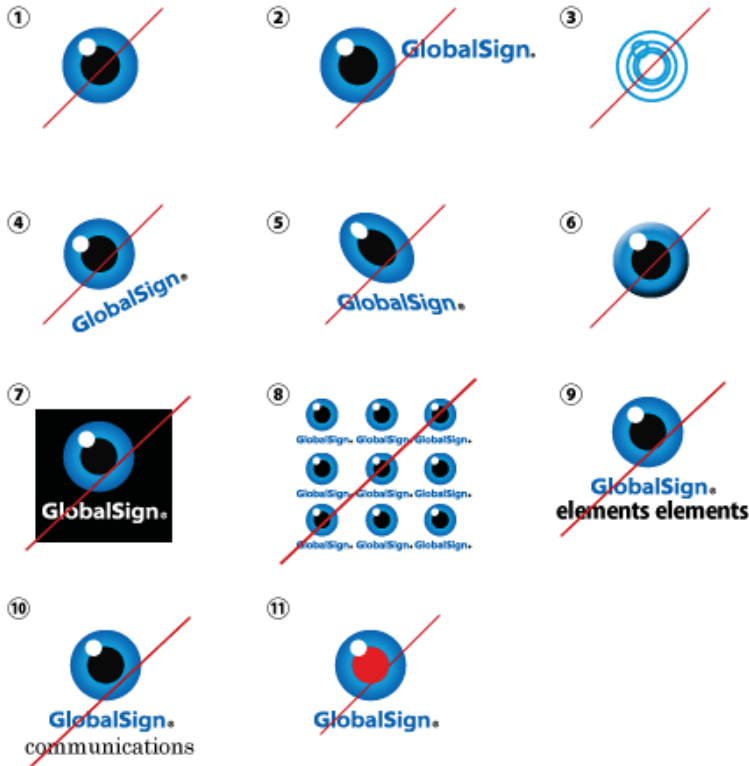 ①
②
GlobalSign®
③
④
GlobalSign®
⑤
GlobalSign®
⑥
⑦
GlobalSign®
⑧
GlobalSign® GlobalSign® GlobalSign®
GlobalSign® GlobalSign® GlobalSign®
GlobalSign® GlobalSign® GlobalSign®
⑨
GlobalSign®
elements elements
⑩
GlobalSign®
communications
⑪
GlobalSign®